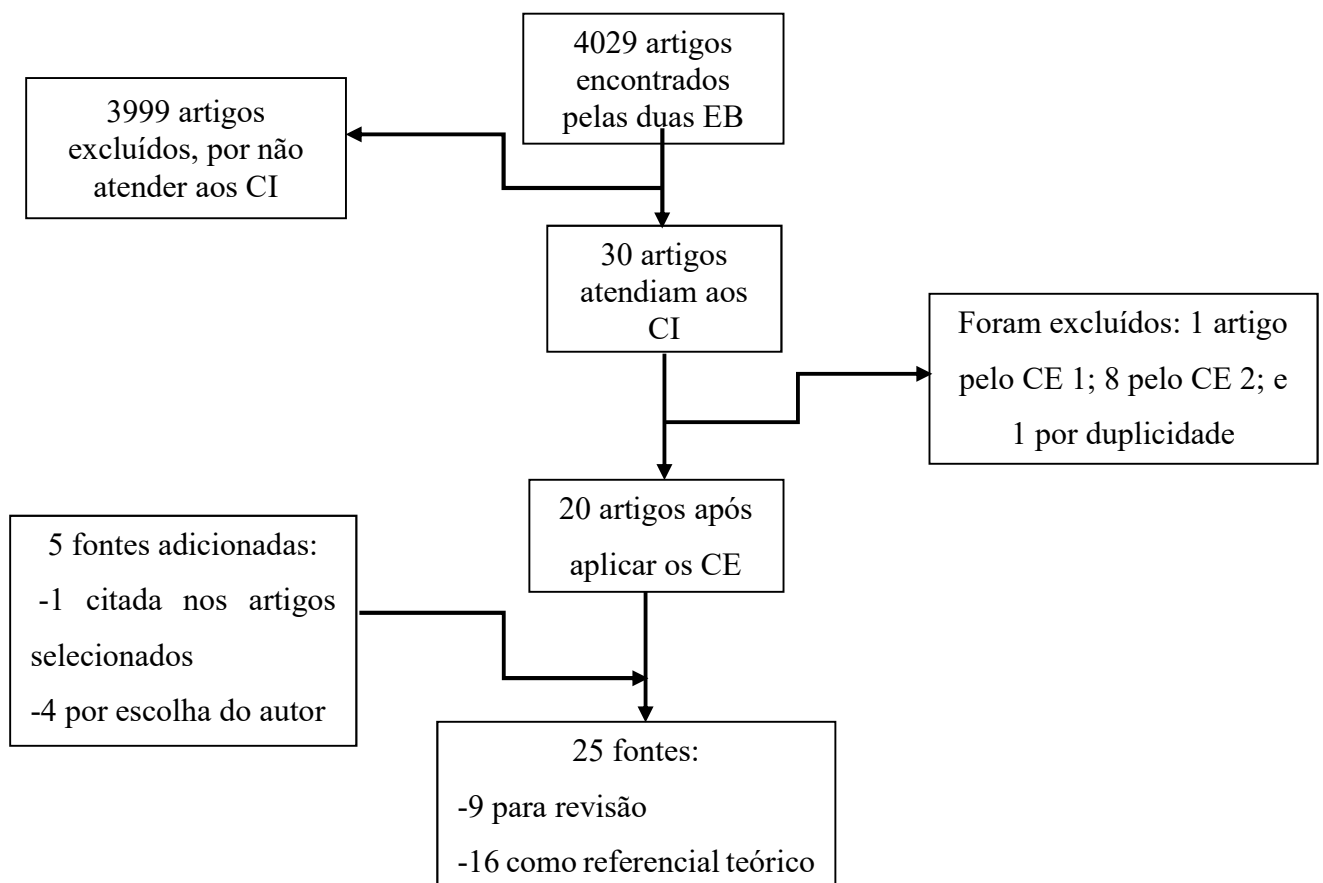 4029 artigos
encontrados
pelas duas EB
3999 artigos
excluídos, por não
atender aos CI
30 artigos
atendiam aos
CI
Foram excluídos: 1 artigo
pelo CE 1; 8 pelo CE 2; e
1 por duplicidade
20 artigos após
aplicar os CE
5 fontes adicionadas:
-1 citada nos artigos
selecionados
-4 por escolha do autor
25 fontes:
-9 para revisão
-16 como referencial teórico